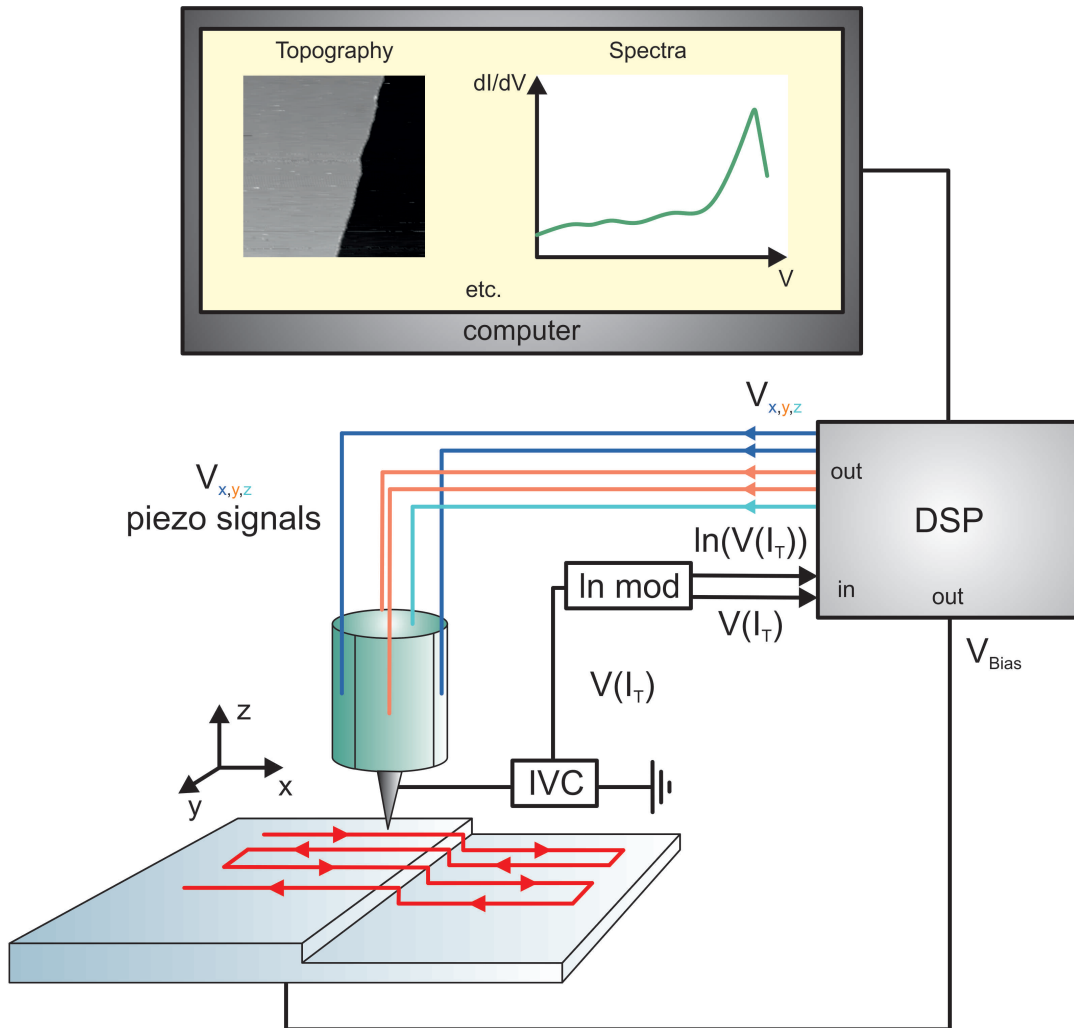 Topography
Spectra
dI/dV
V
etc.
computer
Vx,y,z
Vx,y,z
piezo signals
out
DSP
ln(V(IT))
ln mod
in
out
V(IT)
VBias
V(IT)
z
x
y
IVC